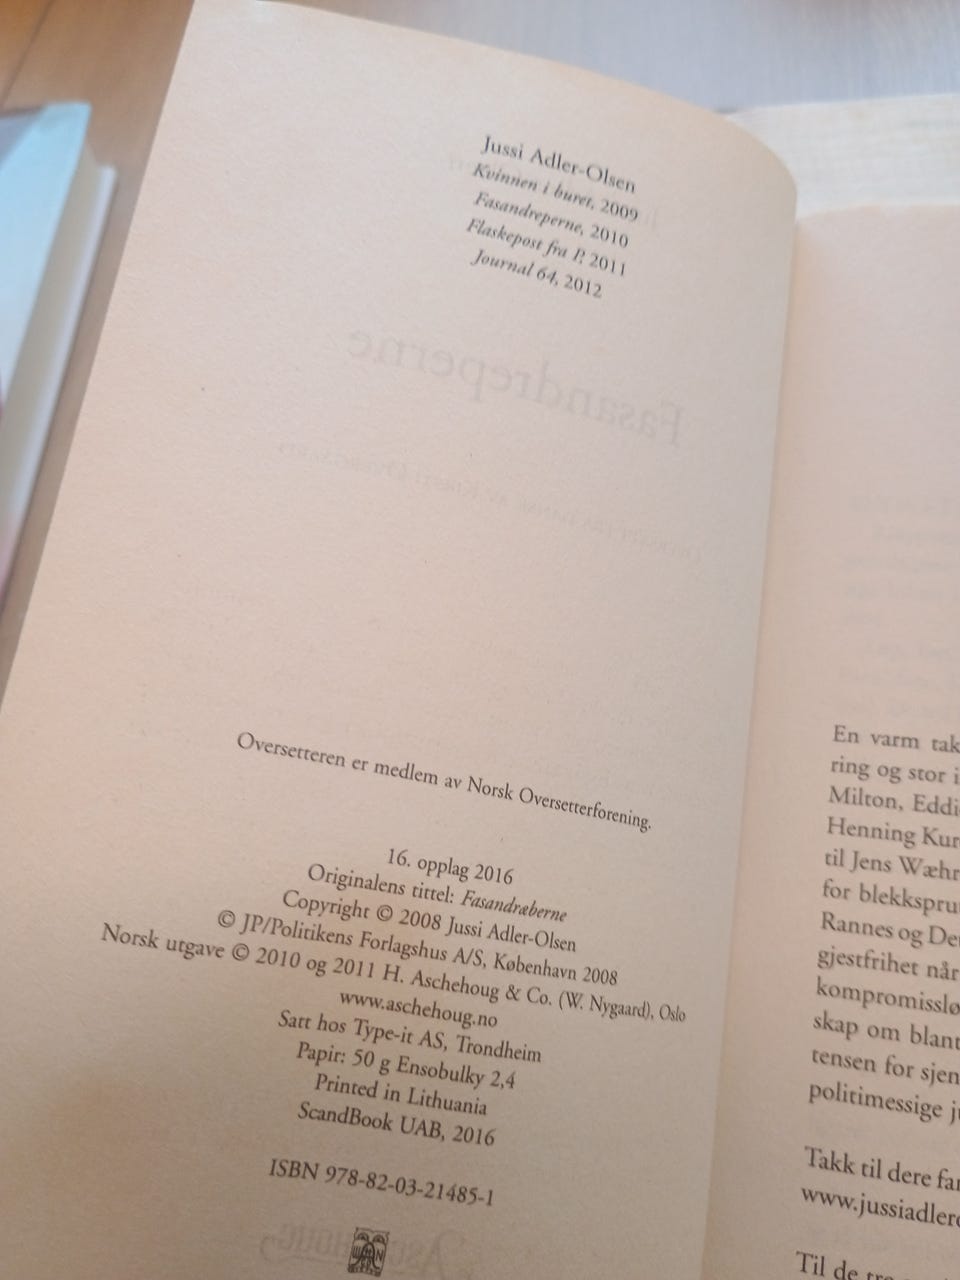 Jussi Adler-Olsen
Kvinnen i buret, 2009
Fasandreperne, 2010
Flaskepost fra P, 2011
Journal 64, 2012
Fasandreperne
Oversetteren er medlem av Norsk Oversetterforening.
16. opplag 2016
Originalens tittel: Fasandræberne
Copyright © 2008 Jussi Adler-Olsen
© JP/Politikens Forlagshus A/S, København 2008
Norsk utgave © 2010 og 2011 H. Aschehoug & Co. (W. Nygaard), Oslo
www.aschehoug.no
Satt hos Type-it AS, Trondheim
Papir: 50 g Ensobulky 2,4
Printed in Lithuania
ScandBook UAB, 2016
ISBN 978-82-03-21485-1
En varm tak
ring og stor i
Milton, Eddi
Henning Kur
til Jens Wæhr
for blekksprut
Rannes og De
gjestfrihet når
kompromissl
skap om blant
tensen for sjen
politimessige j
Takk til dere
www.jussiadler
Til de